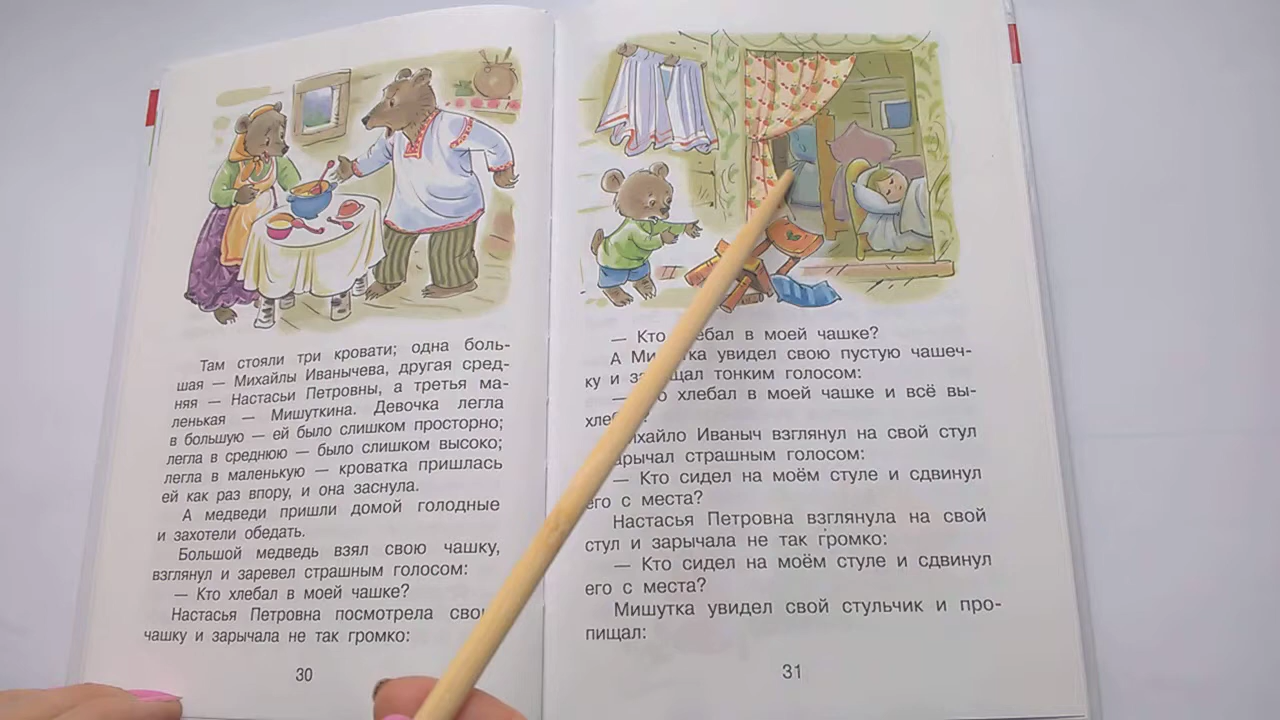 Там стояли три кровати; одна боль-
шая — Михайлы Иванычева, другая сред-
няя — Настасьи Петровны, а третья ма-
ленькая — Мишуткина. Девочка легла
в большую — ей было слишком просторно;
легла в среднюю — было слишком высоко;
легла в маленькую — кроватка пришлась
ей как раз впору, и она заснула.
А медведи пришли домой голодные
и захотели обедать.
Большой медведь взял свою чашку,
взглянул и заревел страшным голосом:
— Кто хлебал в моей чашке?
Настасья Петровна посмотрела
чашку и зарычала не так громко:
30
— Кто хлебал в моей чашке?
А Мишутка увидел свою пустую чашеч-
ку и запищал тонким голосом:
— хлебал в моей чашке и всё вы-
Михайло Иваныч взглянул на свой стул
зарычал страшным голосом:
— Кто сидел на моём стуле и сдвинул
его с места?
Настасья Петровна взглянула на свой
стул и зарычала не так громко:
— Кто сидел на моём стуле и сдвинул
его с места?
Мишутка увидел свой стульчик и про-
пищал:
31